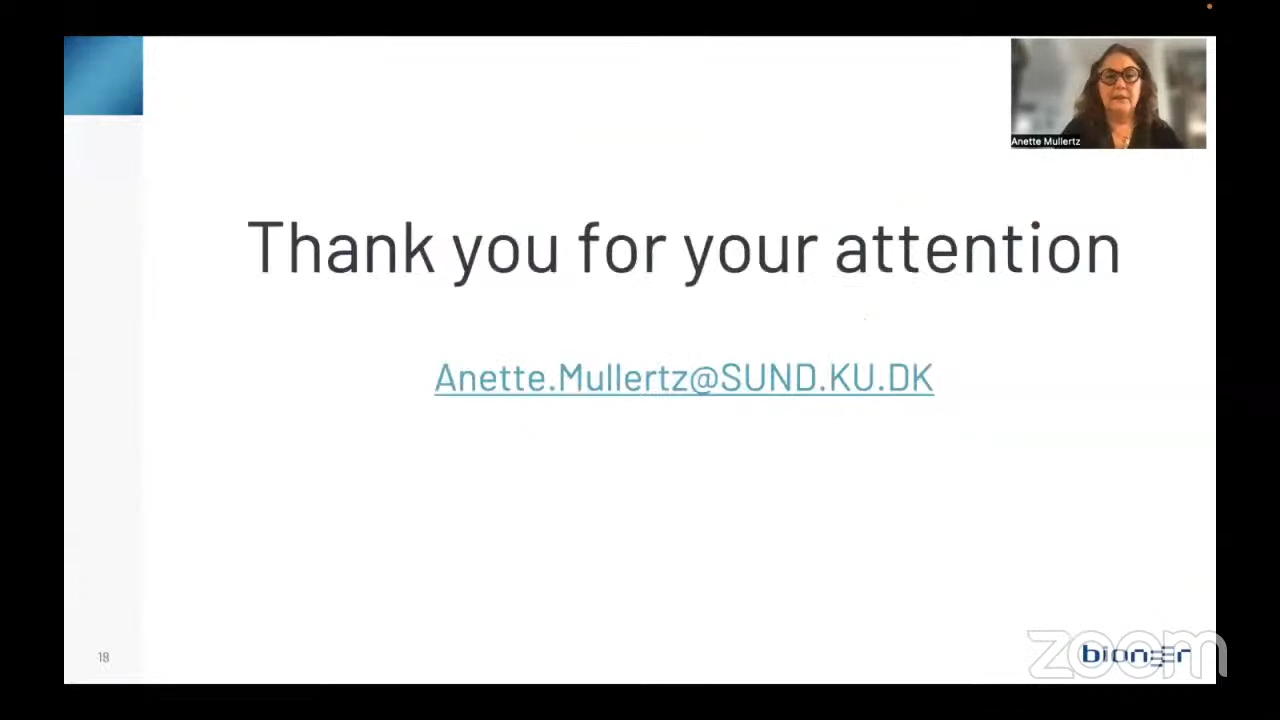 Anette Mullertz
Thank you for your attention
Anette.Mullertz@SUND.KU.DK
18
zoom
bioneer